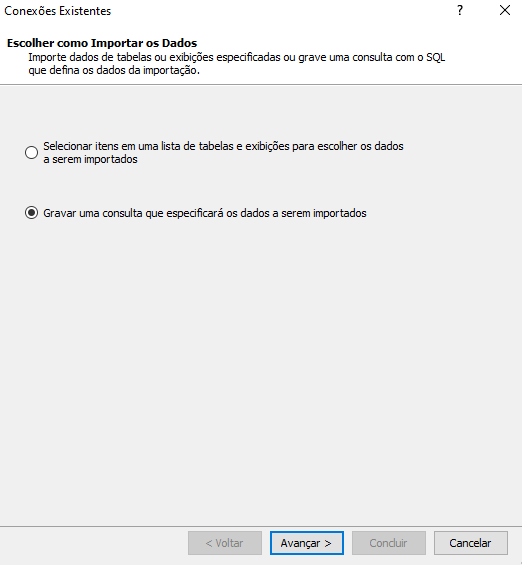 Conexões Existentes
?
Escolher como Importar os Dados
Importe dados de tabelas ou exibições especificadas ou grave uma consulta com o SQL
que defina os dados da importação.
Selecionar itens em uma lista de tabelas e exibições para escolher os dados
a serem importados
Gravar uma consulta que especificará os dados a serem importados
< Voltar
Avançar >
Concluir
Cancelar